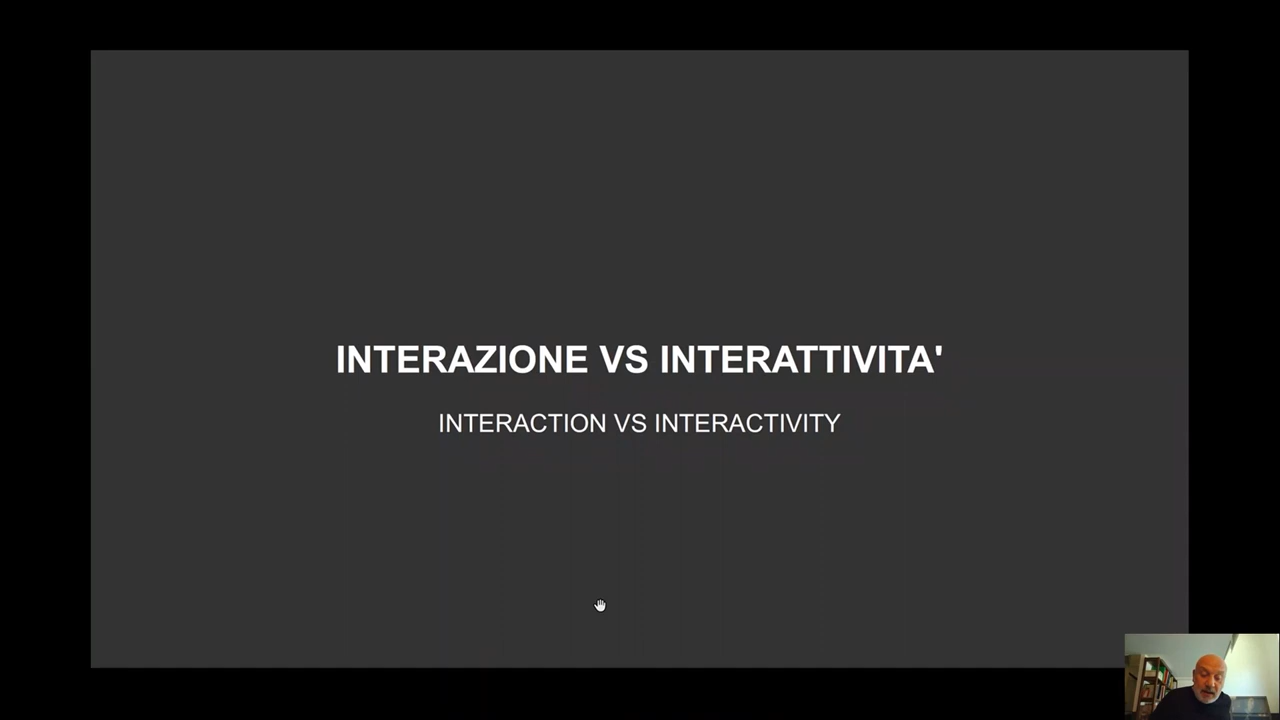 INTERAZIONE VS INTERATTIVITA'
INTERACTION VS INTERACTIVITY